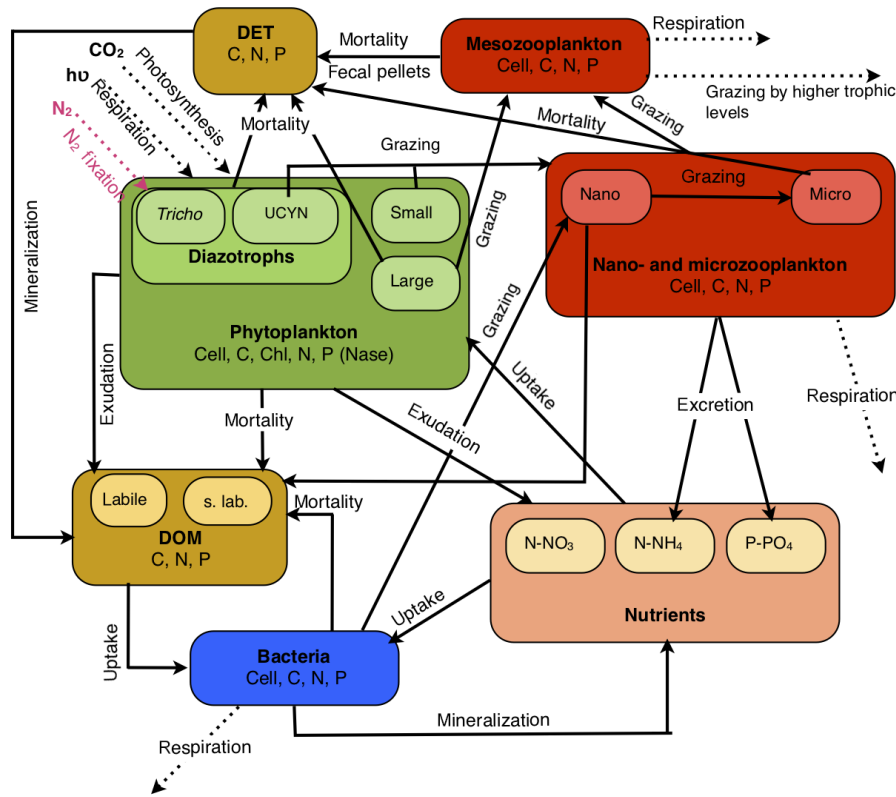 DET
C, N, P
Mortality
Fecal pellets
Mesozooplankton
Cell, C, N, P
Respiration
Grazing by higher trophic
levels
CO₂
hυ
N₂
Photosynthesis
Respiration
N₂ fixation
Mortality
Grazing
Mortality
Grazing
Tricho
UCYN
Diazotrophs
Small
Large
Phytoplankton
Cell, C, Chl, N, P (Nase)
Grazing
Nano
Grazing
Micro
Nano- and microzooplankton
Cell, C, N, P
Mineralization
Exudation
Mortality
Exudation
Grazing
Uptake
Excretion
Respiration
Labile
s. lab.
DOM
C, N, P
Mortality
N-NO₃
N-NH₄
P-PO₄
Nutrients
Uptake
Uptake
Bacteria
Cell, C, N, P
Mineralization
Respiration